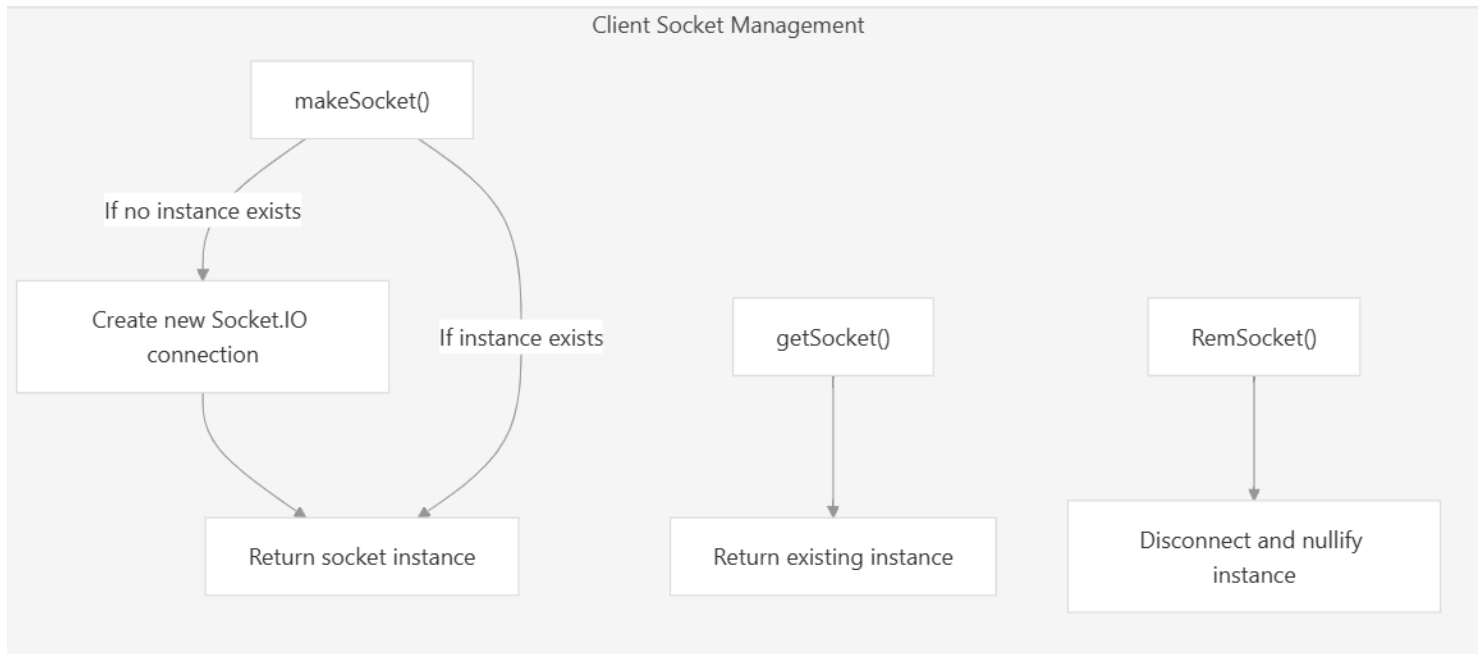 Client Socket Management
makeSocket()
If no instance exists
Create new Socket.IO
connection
If instance exists
Return socket instance
getSocket()
Return existing instance
RemSocket()
Disconnect and nullify
instance